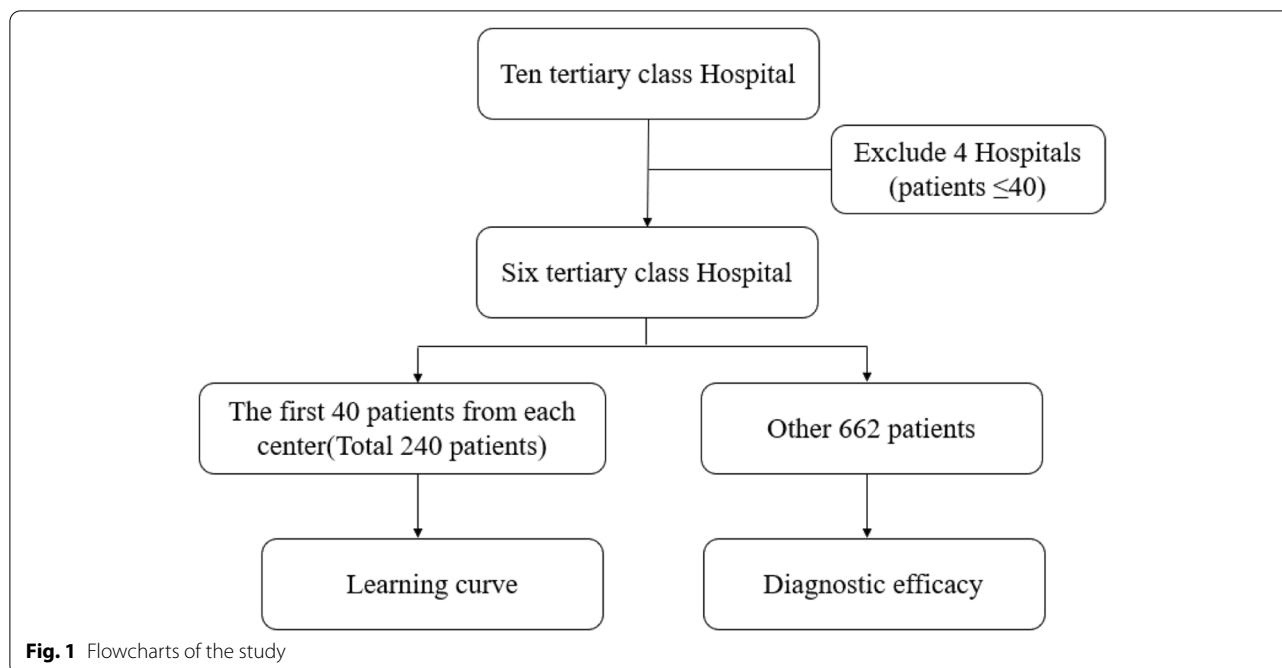 Ten tertiary class Hospital
Exclude 4 Hospitals
(patients ≤40)
Six tertiary class Hospital
The first 40 patients from each
center(Total 240 patients)
Other 662 patients
Learning curve
Diagnostic efficacy
Fig. 1 Flowcharts of the study